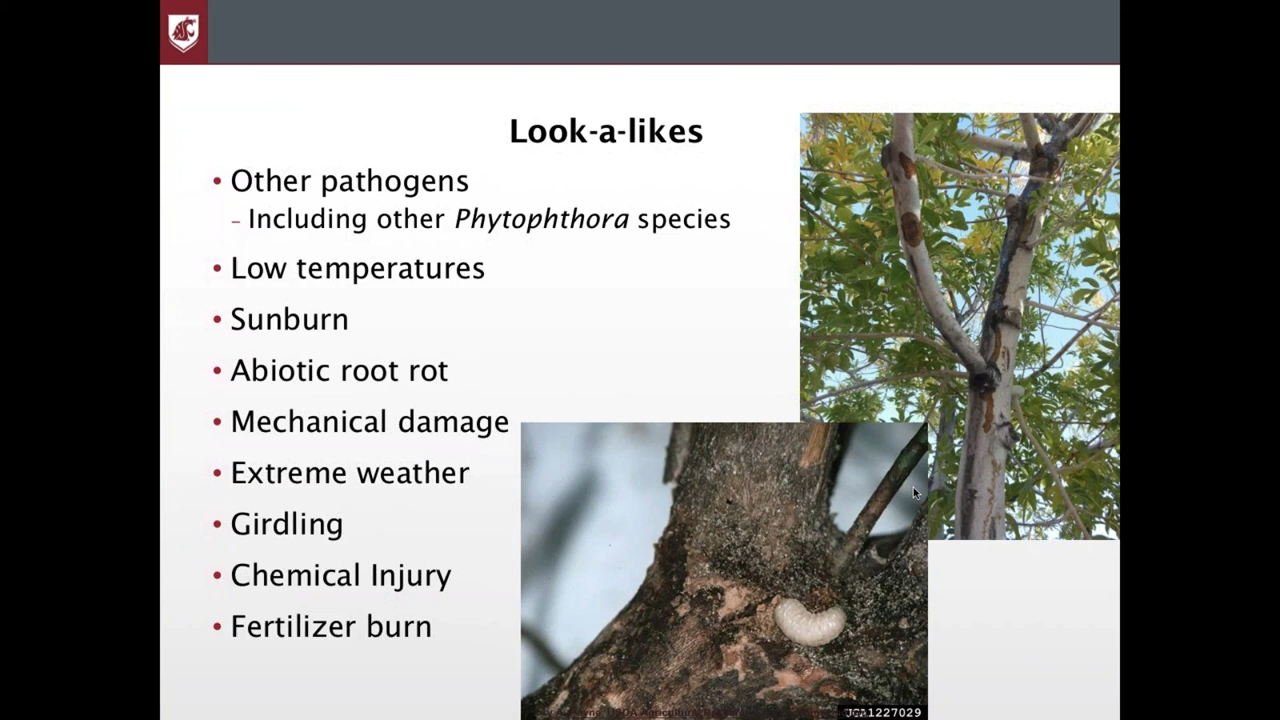 Look-a-likes
• Other pathogens
– Including other Phytophthora species
• Low temperatures
• Sunburn
• Abiotic root rot
• Mechanical damage
• Extreme weather
• Girdling
• Chemical Injury
• Fertilizer burn
UGA1227029